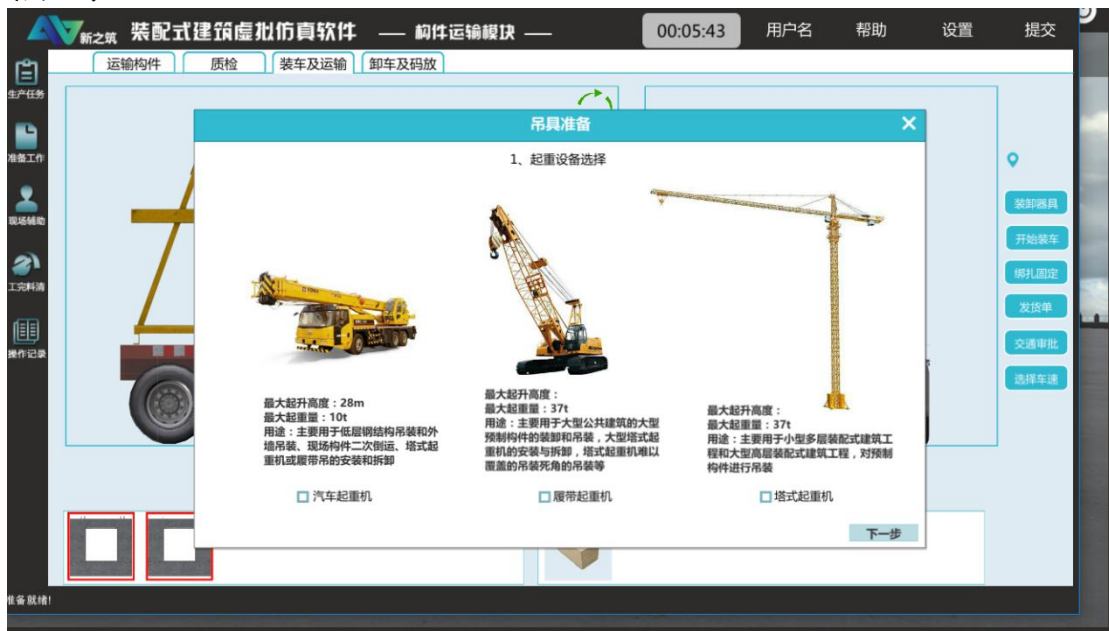 新之筑 装配式建筑虚拟仿真软件 — 构件运输模块 — 00:05:43 用户名 帮助 设置 提交
运输构件 质检 装车及运输 卸车及码放
生产任务
准备工作
现场辅助
工完料清
操作记录
吊具准备
1、起重设备选择
最大起升高度：28m
最大起重量：10t
用途：主要用于低层钢结构吊装和外
墙吊装、现场构件二次倒运、塔式起
重机或履带吊的安装和拆卸
汽车起重机
最大起升高度：
最大起重量：37t
用途：主要用于大型公共建筑的大型
预制构件的装卸和吊装，大型塔式起
重机的安装与拆卸，塔式起重机难以
覆盖的吊装死角的吊装等
履带起重机
最大起升高度：
最大起重量：37t
用途：主要用于小型多层装配式建筑工
程和大型高层装配式建筑工程，对预制
构件进行吊装
塔式起重机
下一步
装卸器具
开始装车
绑扎固定
发货单
交通审批
选择车速
准备就绪!